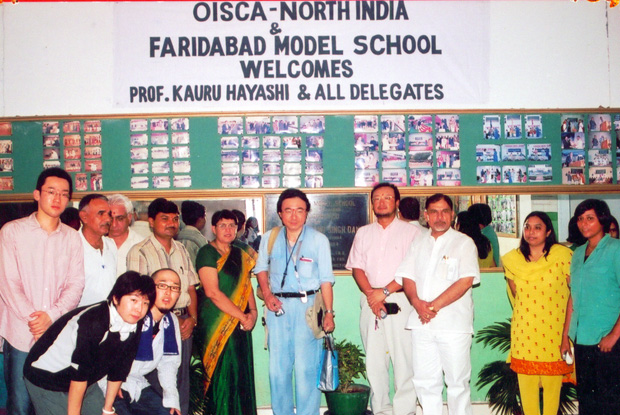 OISCA-NORTH INDIA
&
FARIDABAD MODEL SCHOOL
WELCOMES
PROF. KAURU HAYASHI & ALL DELEGATES